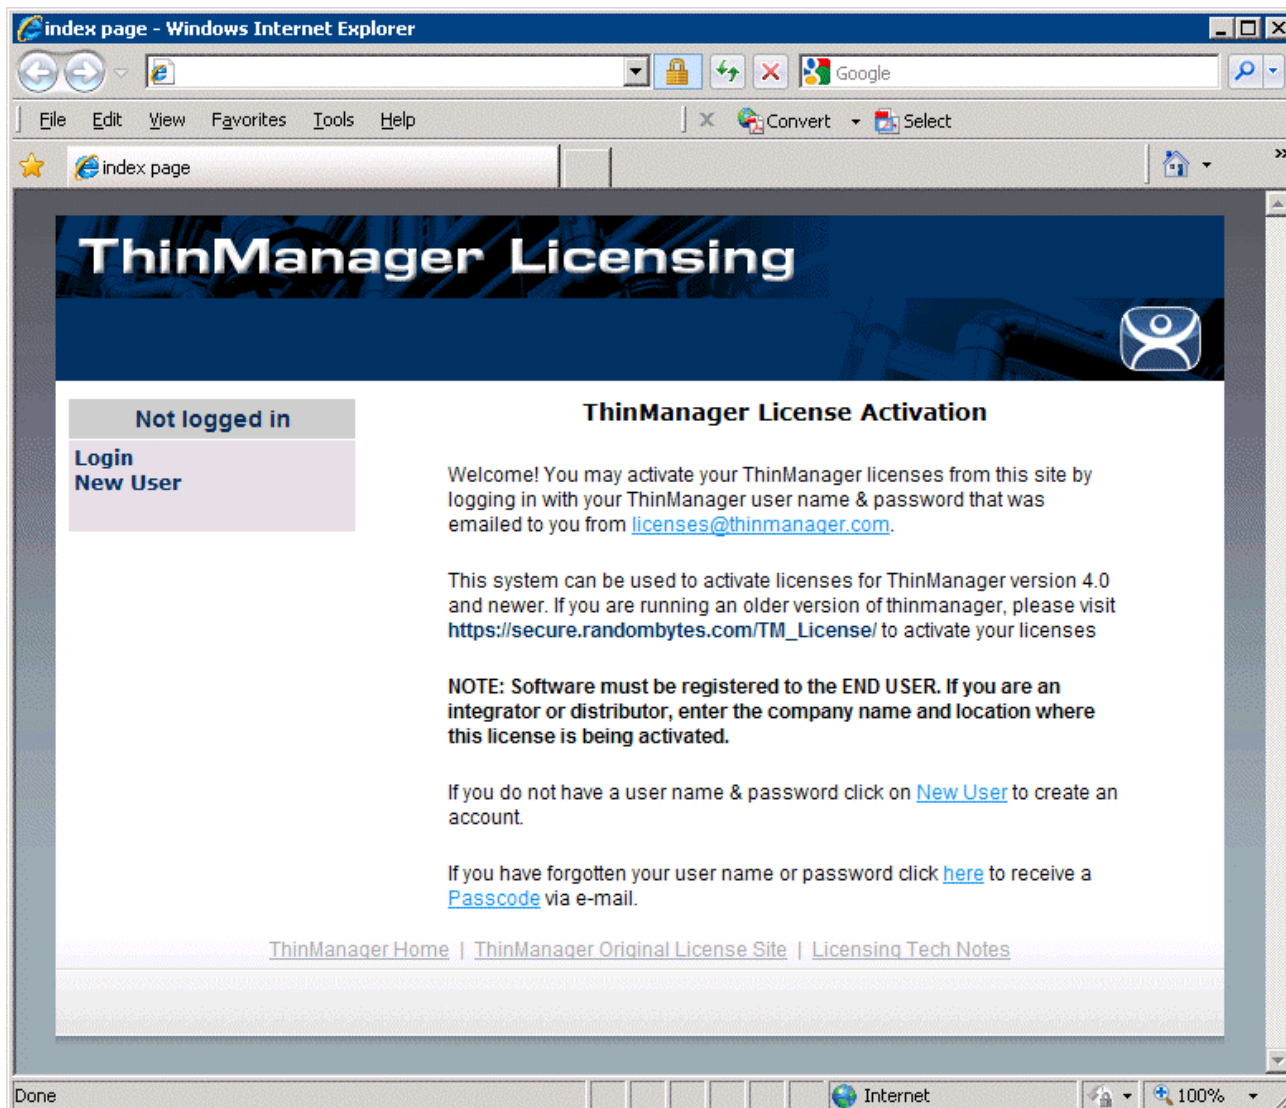 index page - Windows Internet Explorer
Google
File Edit View Favorites Tools Help
Convert Select
index page
ThinManager Licensing
Not logged in
Login
New User
ThinManager License Activation
Welcome! You may activate your ThinManager licenses from this site by
logging in with your ThinManager user name & password that was
emailed to you from licenses@thinmanager.com.
This system can be used to activate licenses for ThinManager version 4.0
and newer. If you are running an older version of thinmanager, please visit
https://secure.randombytes.com/TM_License/ to activate your licenses
NOTE: Software must be registered to the END USER. If you are an
integrator or distributor, enter the company name and location where
this license is being activated.
If you do not have a user name & password click on New User to create an
account.
If you have forgotten your user name or password click here to receive a
Passcode via e-mail.
ThinManager Home | ThinManager Original License Site | Licensing Tech Notes
Done Internet 100%